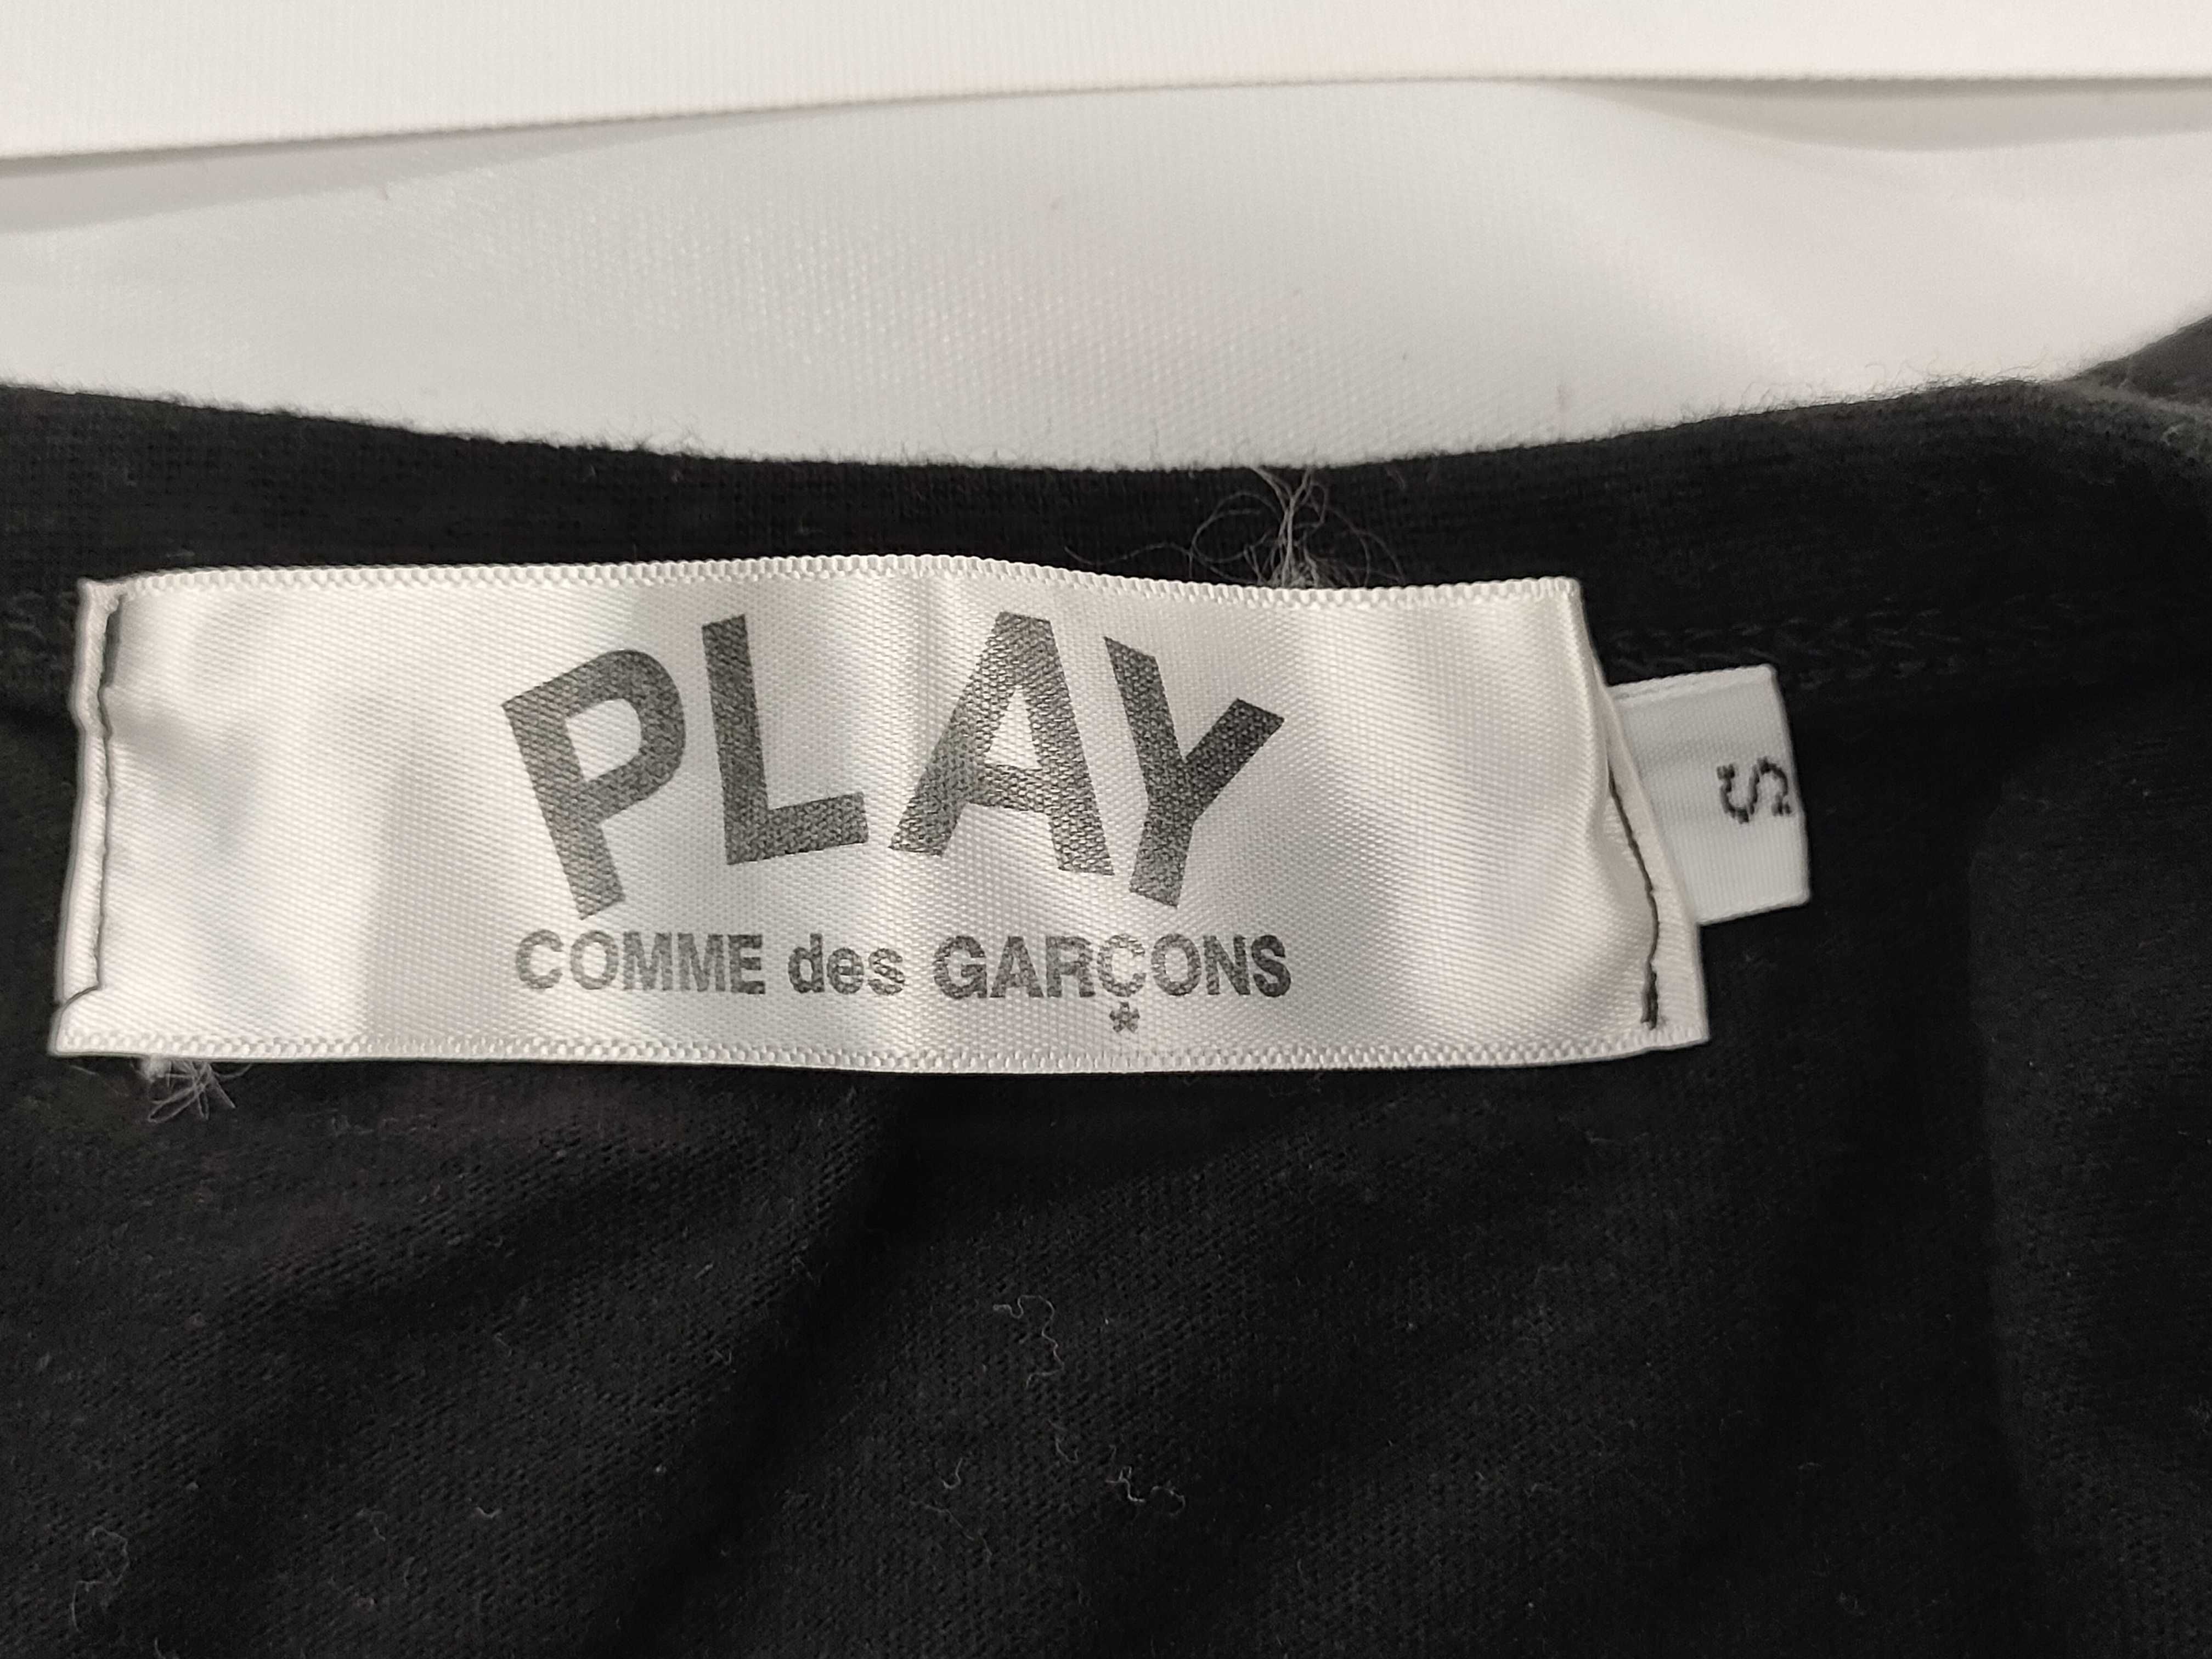 PLAY
COMME des GARÇONS
*
S